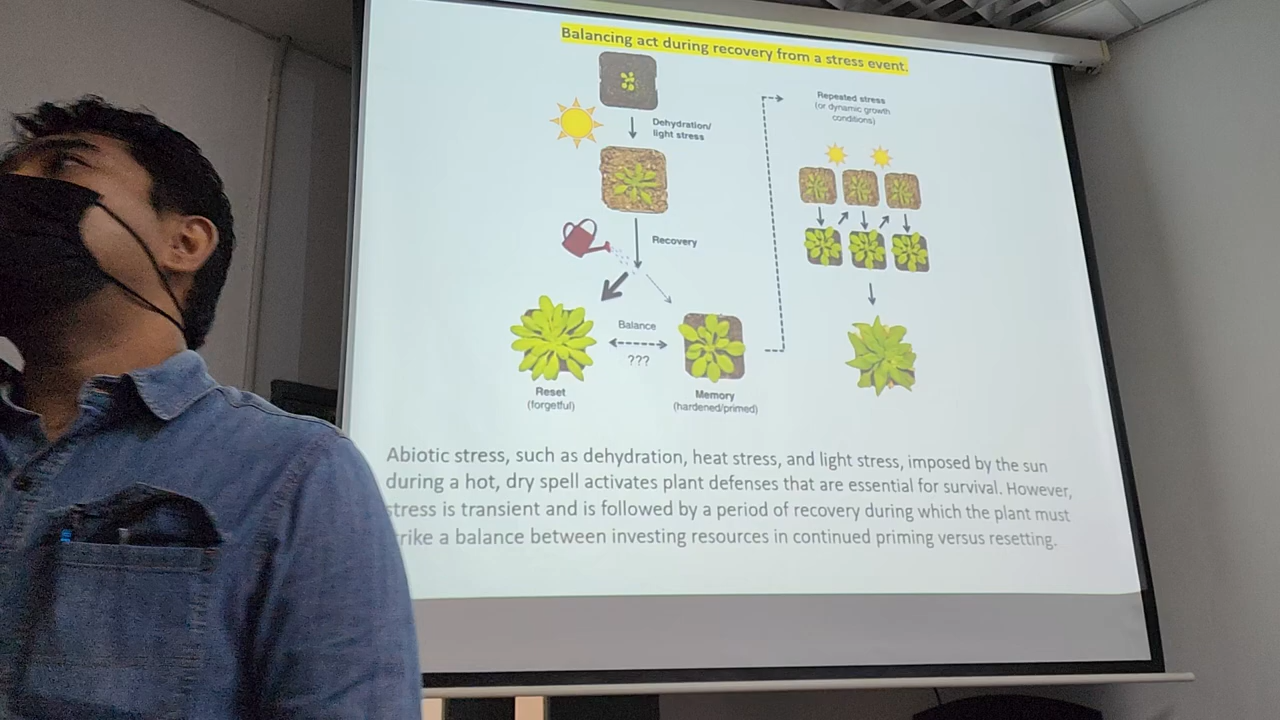 Balancing act during recovery from a stress event.
Dehydration/
light stress
Recovery
Balance
???
Reset
(forgetful)
Memory
(hardened/primed)
Repeated stress
(or dynamic growth
conditions)
Abiotic stress, such as dehydration, heat stress, and light stress, imposed by the sun
during a hot, dry spell activates plant defenses that are essential for survival. However,
stress is transient and is followed by a period of recovery during which the plant must
rike a balance between investing resources in continued priming versus resetting.